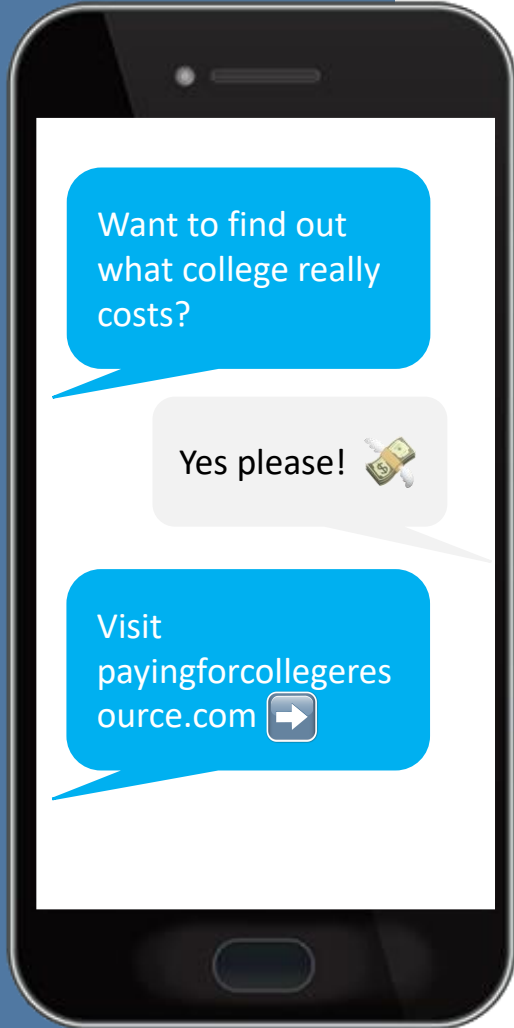 Want to find out
what college really
costs?
Yes please! 💸
Visit
payingforcollegeres
ource.com ➡️